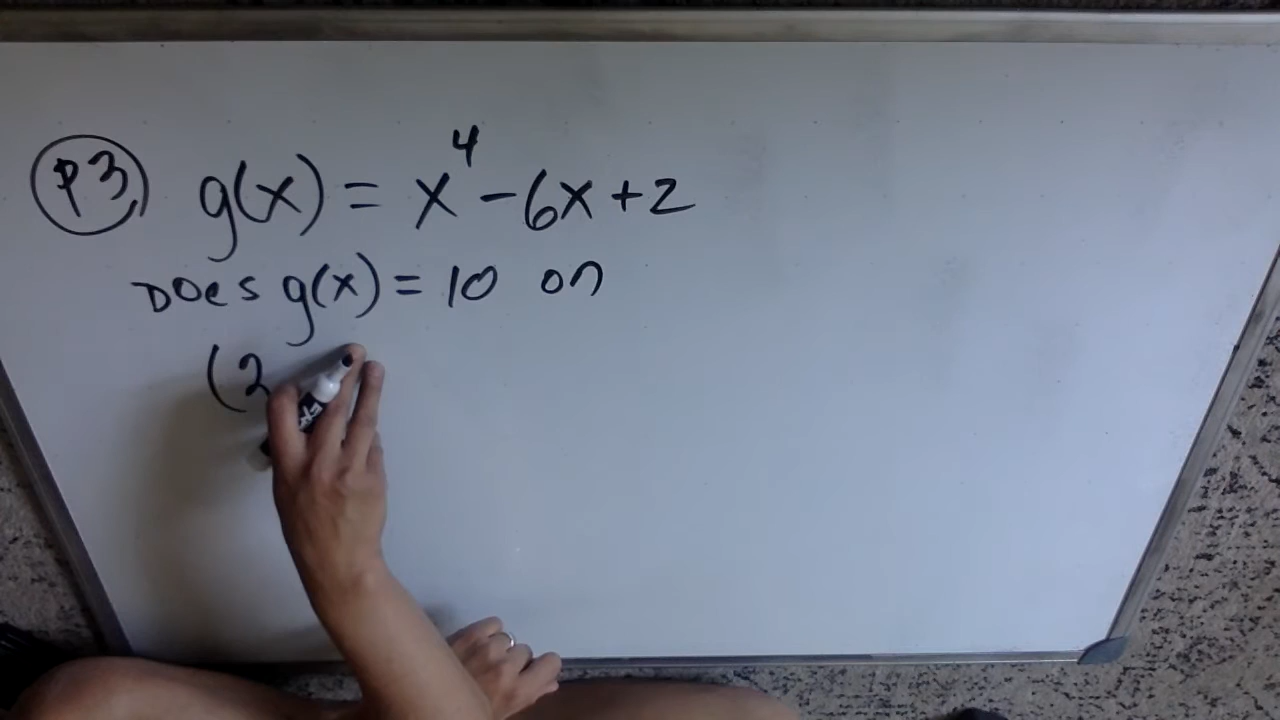 P3 g(x) = x⁴ - 6x + 2
Does g(x) = 10 on
(2